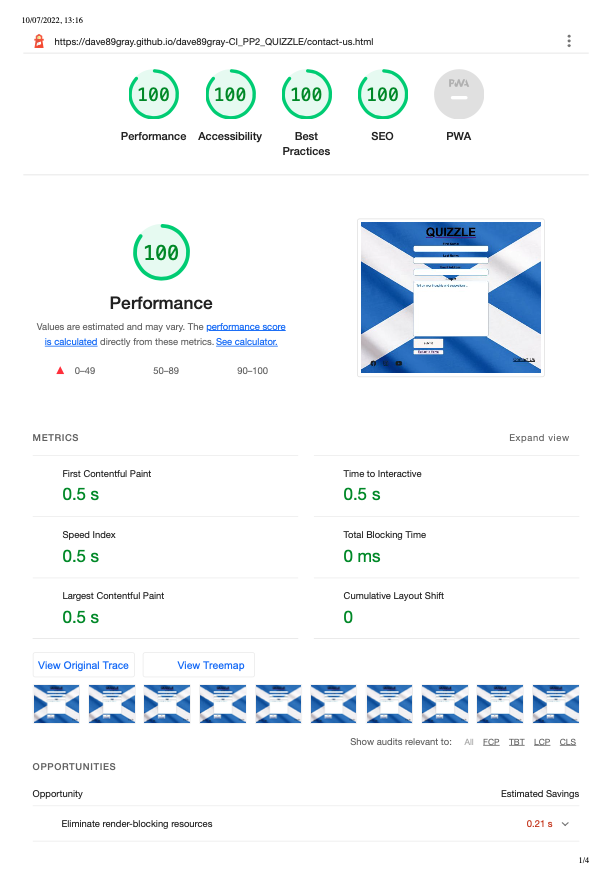 10/07/2022, 13:16
https://dave89gray.github.io/dave89gray-CI_PP2_QUIZZLE/contact-us.html
100 100 100 100 PWA
Performance Accessibility Best Practices SEO PWA
100
QUIZZLE
Performance
Values are estimated and may vary. The performance score
is calculated directly from these metrics. See calculator.
0–49 50–89 90–100
METRICS Expand view
First Contentful Paint Time to Interactive
0.5 s 0.5 s
Speed Index Total Blocking Time
0.5 s 0 ms
Largest Contentful Paint Cumulative Layout Shift
0.5 s 0
View Original Trace View Treemap
Show audits relevant to: All FCP TBT LCP CLS
OPPORTUNITIES
Opportunity Estimated Savings
Eliminate render-blocking resources 0.21 s
1/4